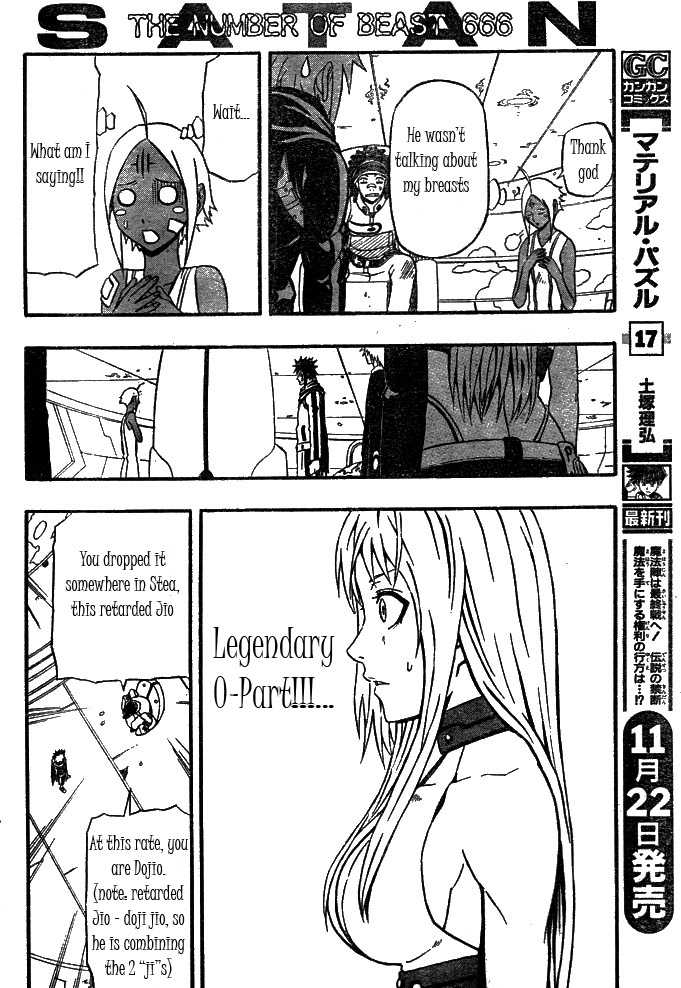 SATAN
THE NUMBER OF BEAST 666
Thank
god
He wasn't
talking about
my breasts
Wait...
What am I
saying!!
Legendary
O-Part!!!...
You dropped it
somewhere in Stea,
this retarded Jio
At this rate, you
are Dojio.
(note: retarded
Jio - doji jio, so
he is combining
the 2 "ji"s)
GC
ガンガン
コミックス
マテリアル・パズル
17
土塚理弘
最新刊
魔法陣は最終戦へ! 伝説の禁断
魔法を手にする権利の行方は…!?
11月22日発売